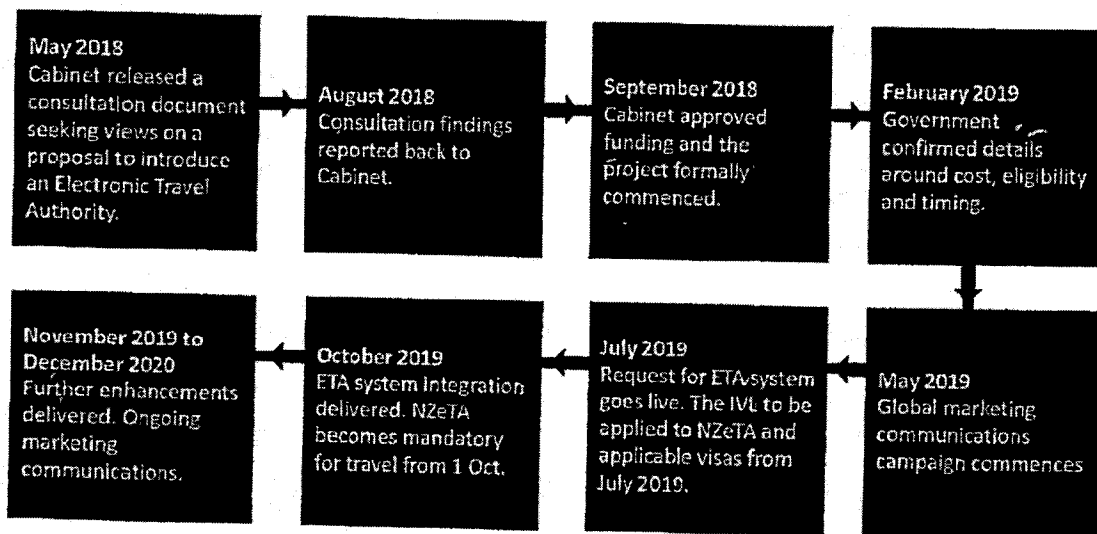 May 2018
Cabinet released a
consultation document
seeking views on a
proposal to introduce
an Electronic Travel
Authority.
August 2018
Consultation findings
reported back to
Cabinet.
September 2018
Cabinet approved
funding and the
project formally
commenced.
February 2019
Government
confirmed details
around cost, eligibility
and timing.
May 2019
Global marketing
communications
campaign commences
July 2019
Request for ETA system
goes live. The IVL to be
applied to NZeTA and
applicable visas from
July 2019.
October 2019
ETA system integration
delivered. NZeTA
becomes mandatory
for travel from 1 Oct.
November 2019 to
December 2020
Further enhancements
delivered. Ongoing
marketing
communications.